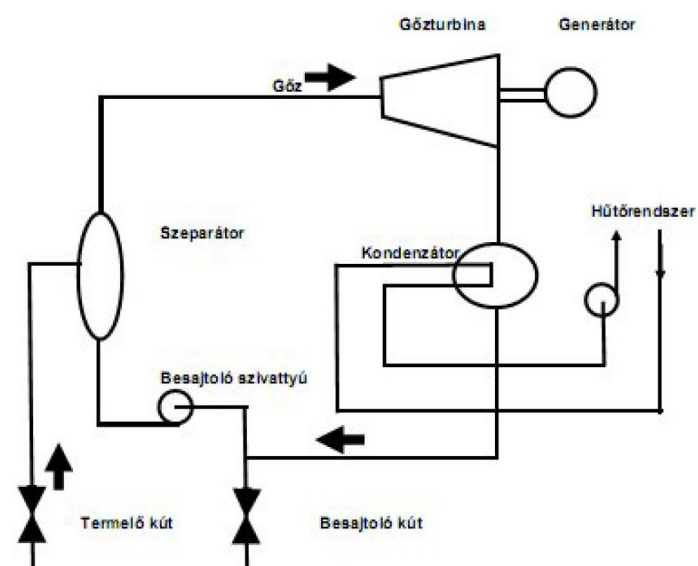 Gőzturbina
Generátor
Gőz
Hűtőrendszer
Szeparátor
Kondenzátor
Besajtoló szivattyú
Termelő kút
Besajtoló kút